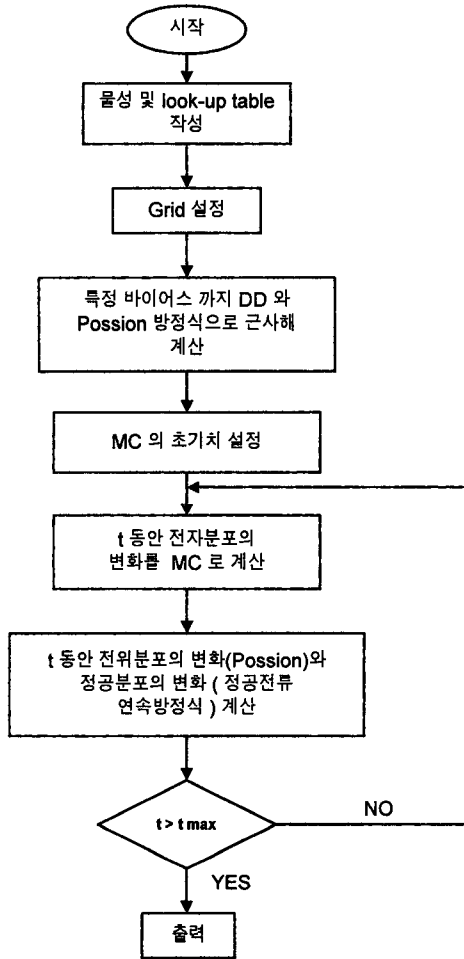 시작
물성 및 look-up table
작성
Grid 설정
특정 바이어스 까지 DD 와
Possion 방정식으로 근사해
계산
MC 의 초기치 설정
t 동안 전자분포의
변화를 MC 로 계산
t 동안 전위분포의 변화(Possion)와
정공분포의 변화 ( 정공전류
연속방정식 ) 계산
t > t max
NO
YES
출력